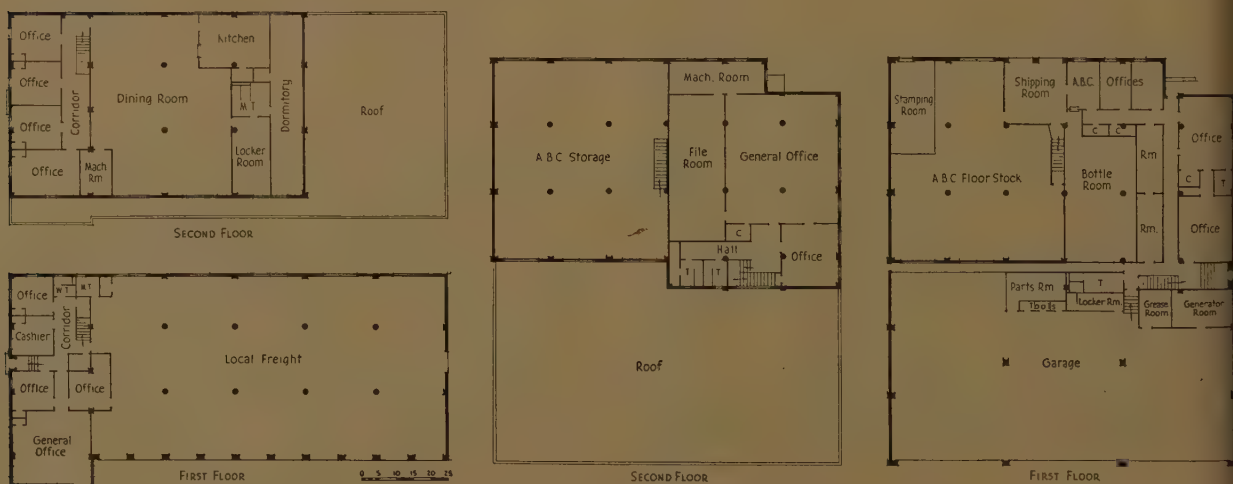 Office
Kitchen
Office
Corridor
Dining Room
M T
Dormitory
Roof
Office
Office
Mach
Rm
Locker
Room
SECOND FLOOR
Office
W T
M T
Cashier
Corridor
Local Freight
Office
Office
General
Office
FIRST FLOOR
0 5 10 15 20 25
Mach. Room
A B C Storage
File
Room
General Office
C
Hall
Office
T
T
T
Roof
SECOND FLOOR
Stamping
Room
Shipping
Room
A.B.C.
Offices
C
C
Office
Rm
A B C Floor Stock
Bottle
Room
C
T
Rm.
Office
Parts Rm
Tools
T
Locker Rm.
Grease
Room
Generator
Room
Garage
FIRST FLOOR